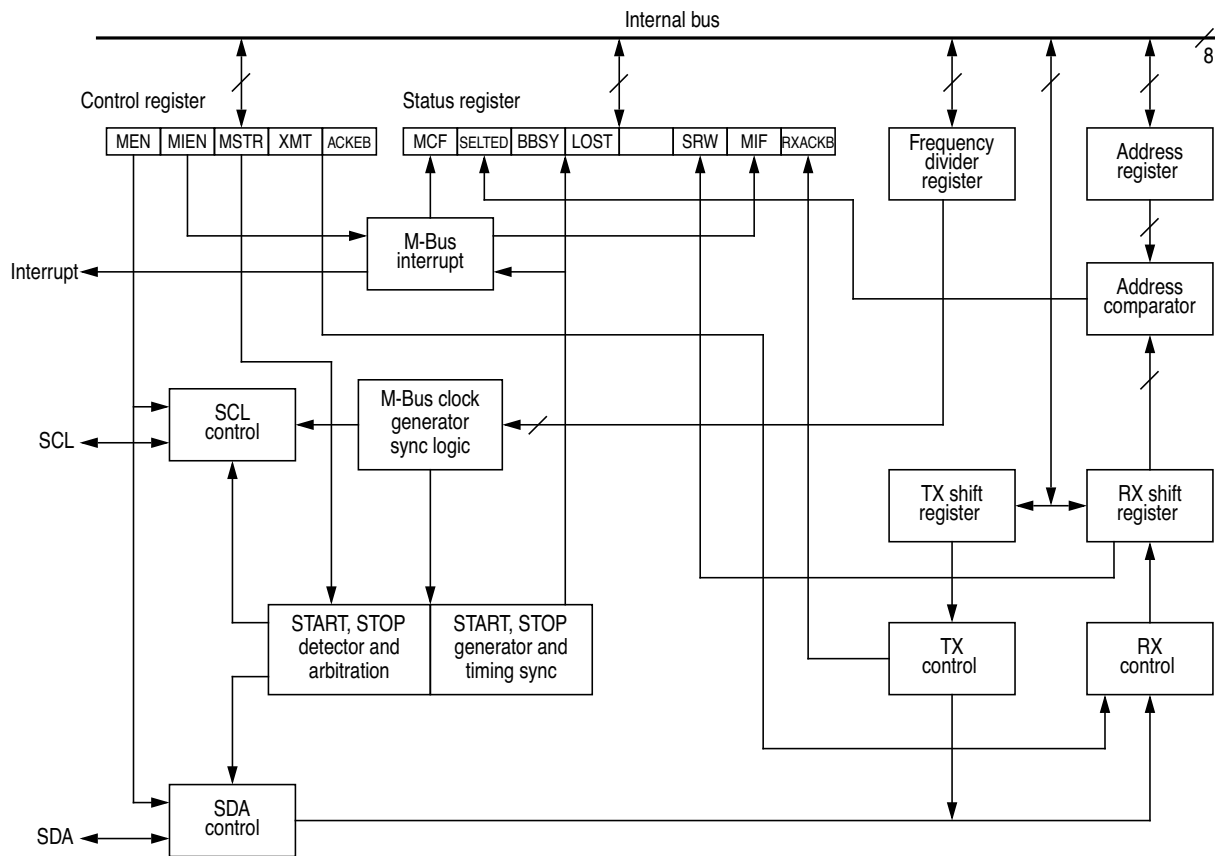 Internal bus
8
Control register
Status register
MEN MIEN MSTR XMT ACKEB
MCF SELTED BBSY LOST SRW MIF RXACKB
Frequency
divider
register
Address
register
M-Bus
interrupt
Interrupt
Address
comparator
SCL
control
M-Bus clock
generator
sync logic
SCL
TX shift
register
RX shift
register
START, STOP
detector and
arbitration
START, STOP
generator and
timing sync
TX
control
RX
control
SDA
control
SDA